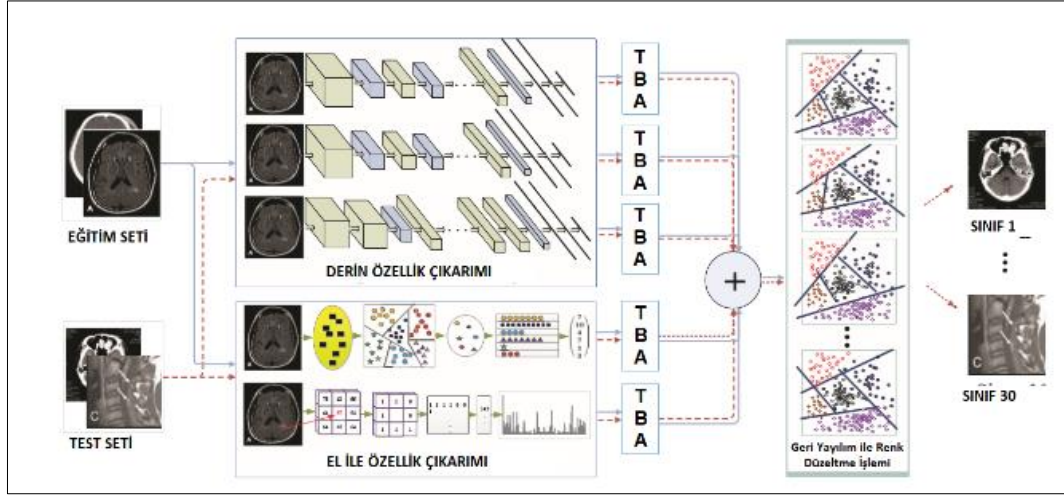 EĞİTİM SETİ
TEST SETİ
DERİN ÖZELLİK ÇIKARIMI
EL İLE ÖZELLİK ÇIKARIMI
T
B
A
T
B
A
T
B
A
T
B
A
T
B
A
+
Geri Yayılım ile Renk
Düzeltme İşlemi
SINIF 1
SINIF 30
A
C